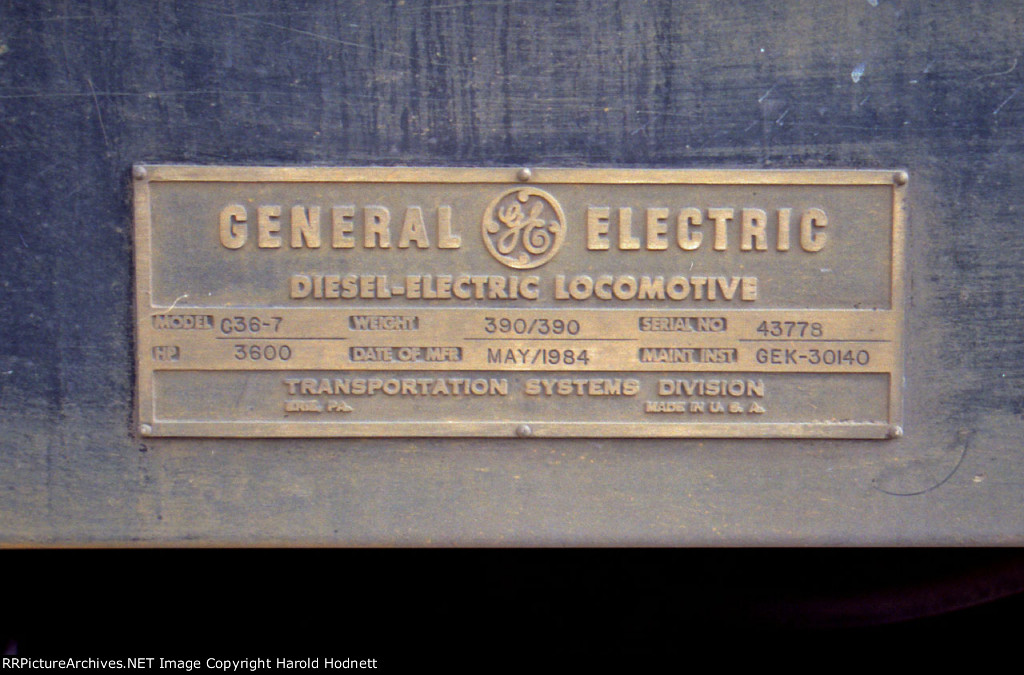 GENERAL GE ELECTRIC
DIESEL-ELECTRIC LOCOMOTIVE
MODEL C36-7 WEIGHT 390/390 SERIAL NO 43778
HP 3600 DATE OF MFR MAY/1984 MAINT INST GEK-30140
TRANSPORTATION SYSTEMS DIVISION
ERIE, PA. MADE IN U. S. A.
RRPictureArchives.NET Image Copyright Harold Hodnett